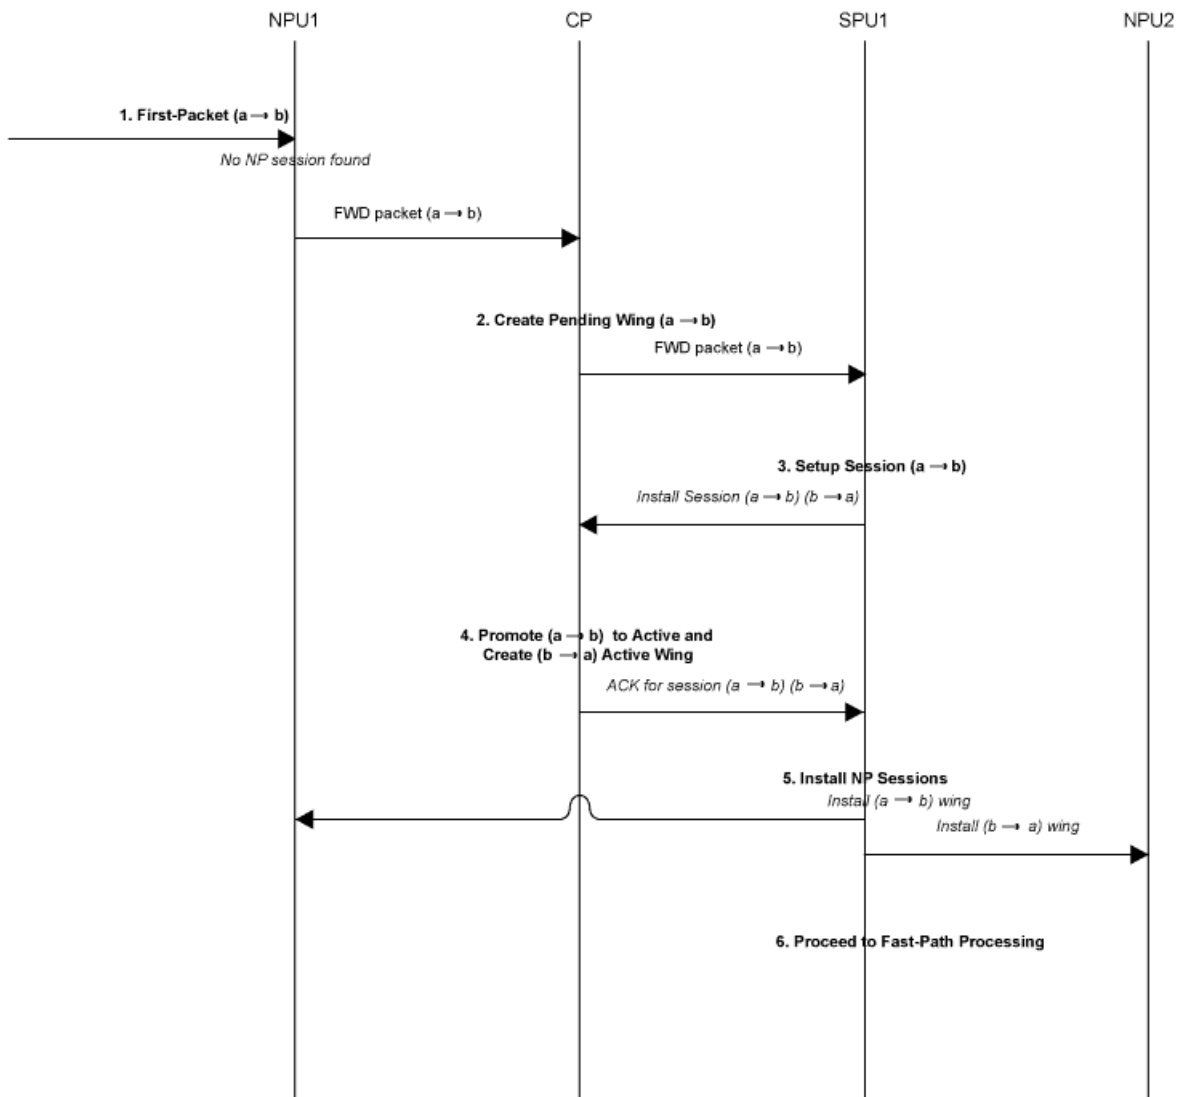 NPU1 CP SPU1 NPU2
1. First-Packet (a → b)
No NP session found
FWD packet (a → b)
2. Create Pending Wing (a → b)
FWD packet (a → b)
3. Setup Session (a → b)
Install Session (a → b) (b → a)
4. Promote (a → b) to Active and
Create (b → a) Active Wing
ACK for session (a → b) (b → a)
5. Install NP Sessions
Install (a → b) wing
Install (b → a) wing
6. Proceed to Fast-Path Processing